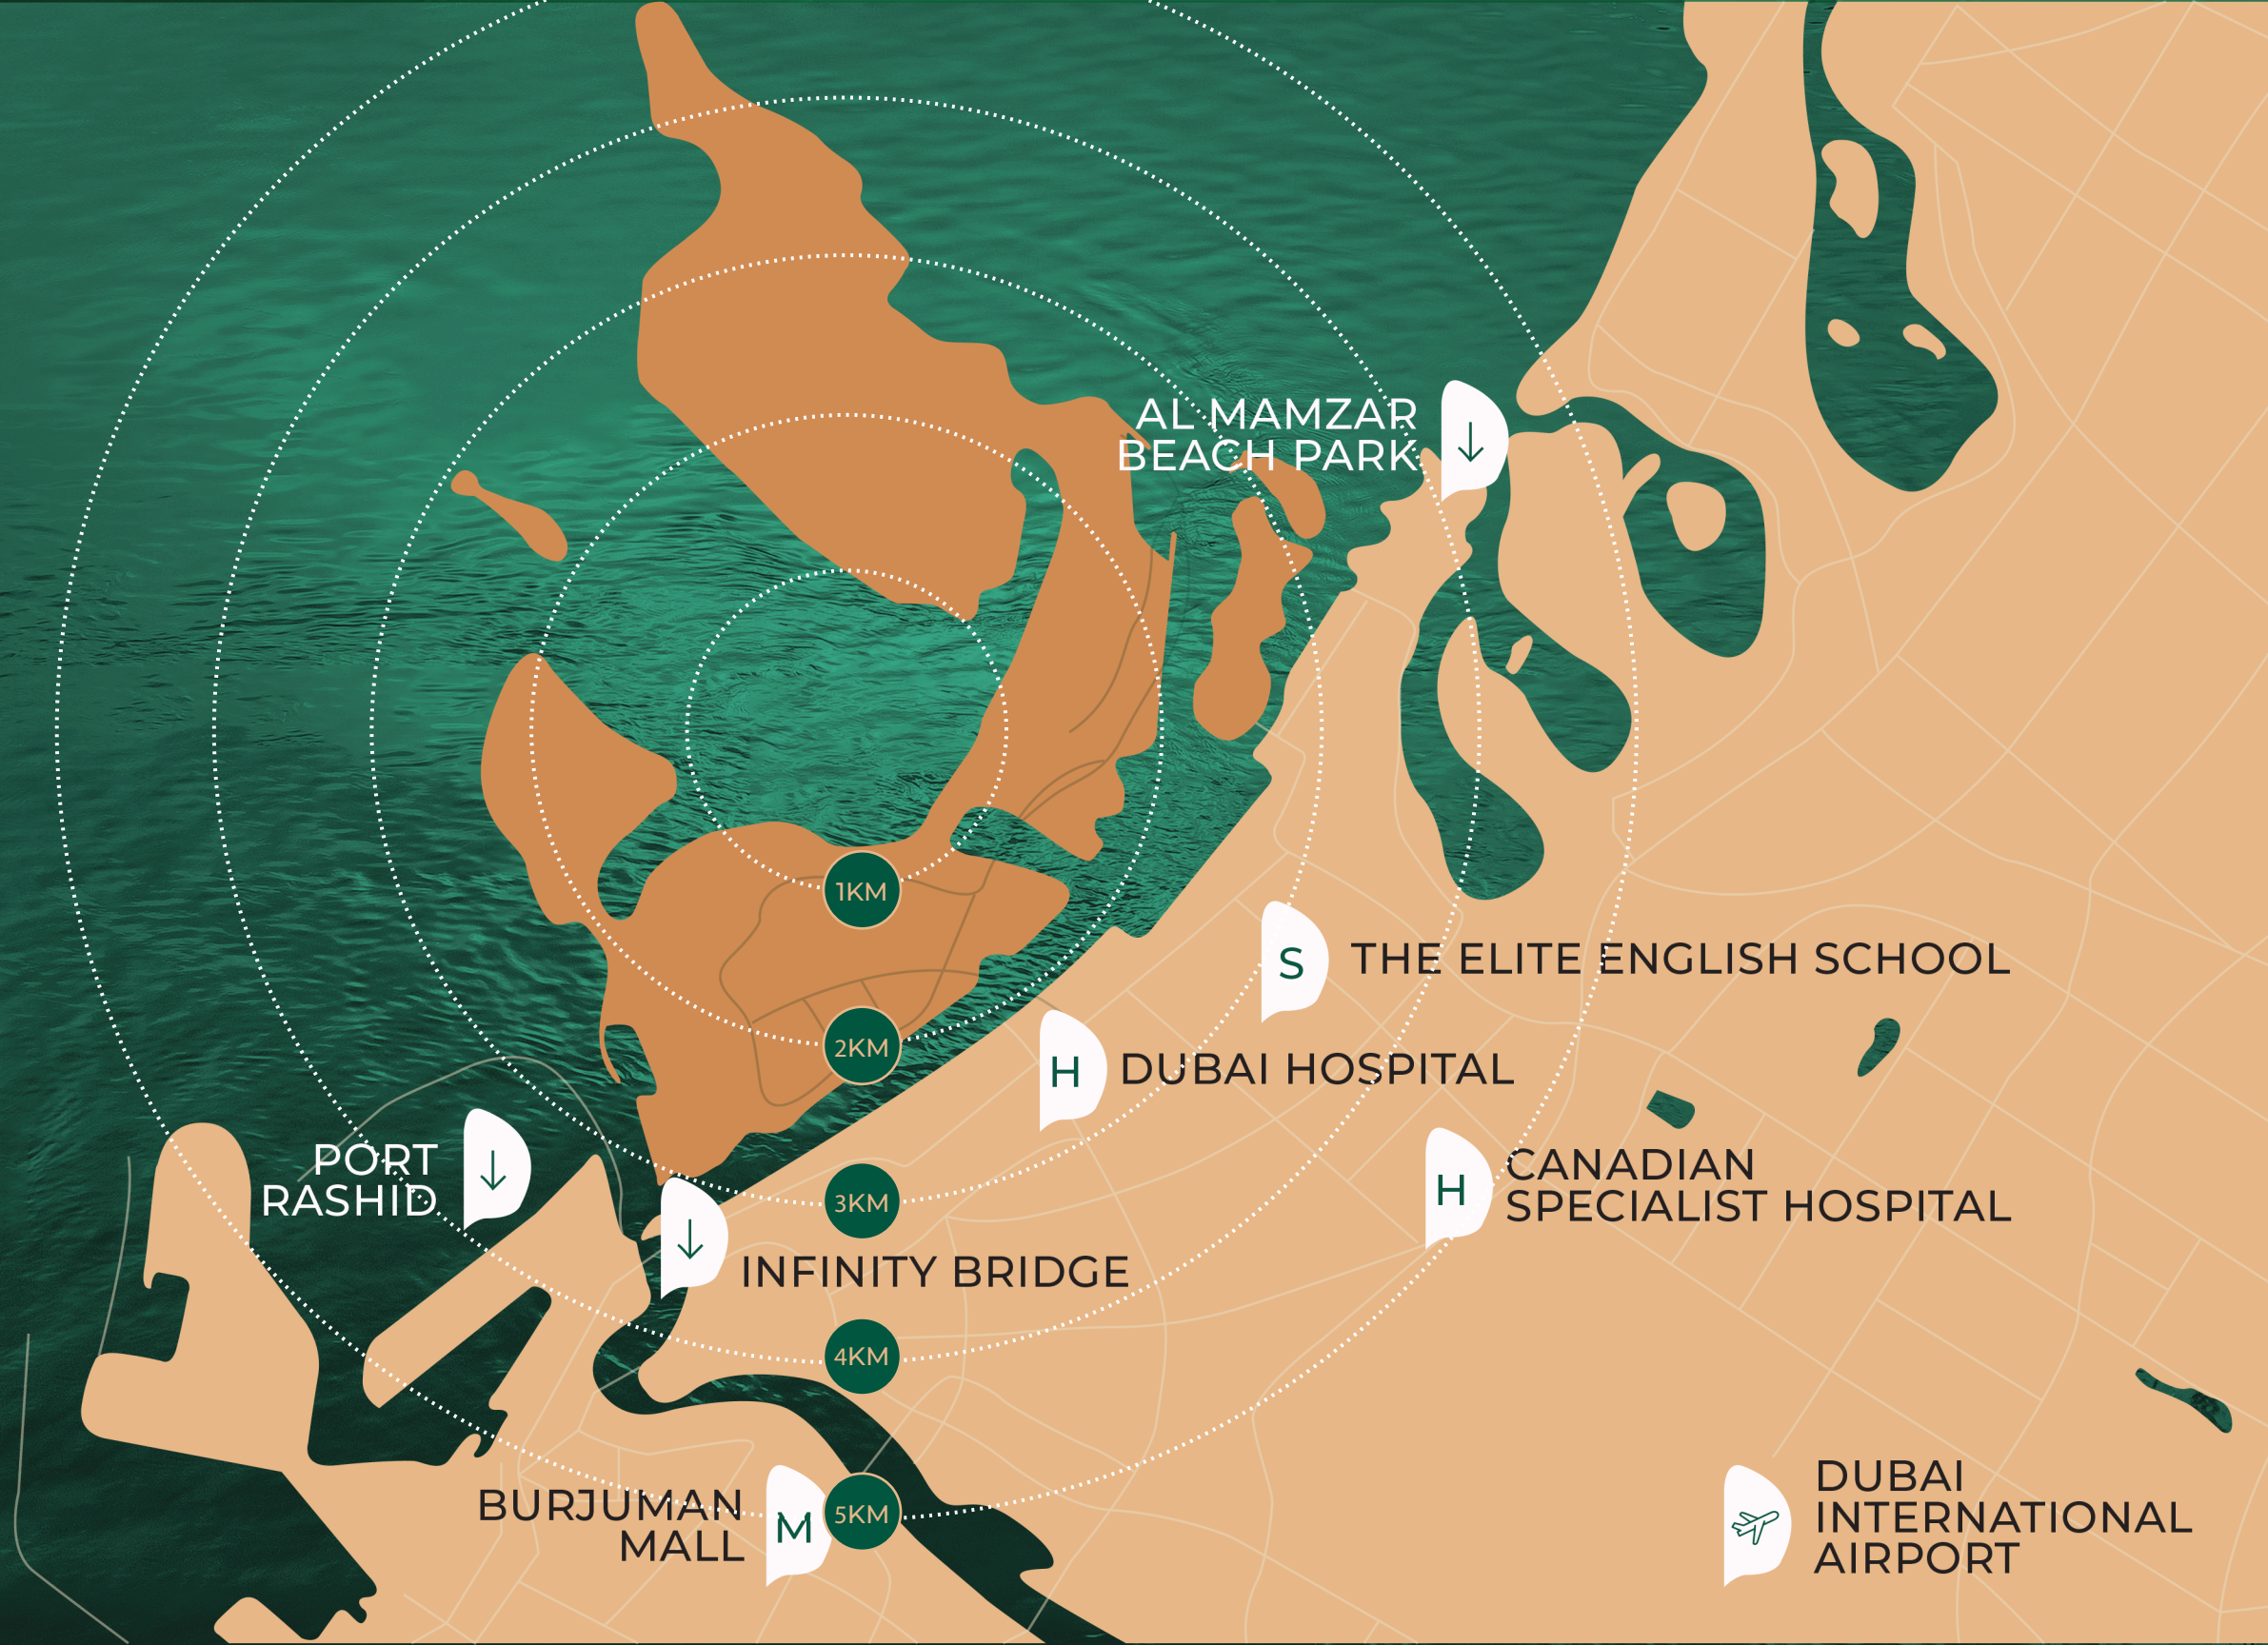 AL MAMZAR
BEACH PARK
↓
1KM
S
THE ELITE ENGLISH SCHOOL
2KM
H
DUBAI HOSPITAL
PORT
RASHID
↓
3KM
H
CANADIAN
SPECIALIST HOSPITAL
↓
INFINITY BRIDGE
4KM
BURJUMAN
MALL
M
5KM
DUBAI
INTERNATIONAL
AIRPORT